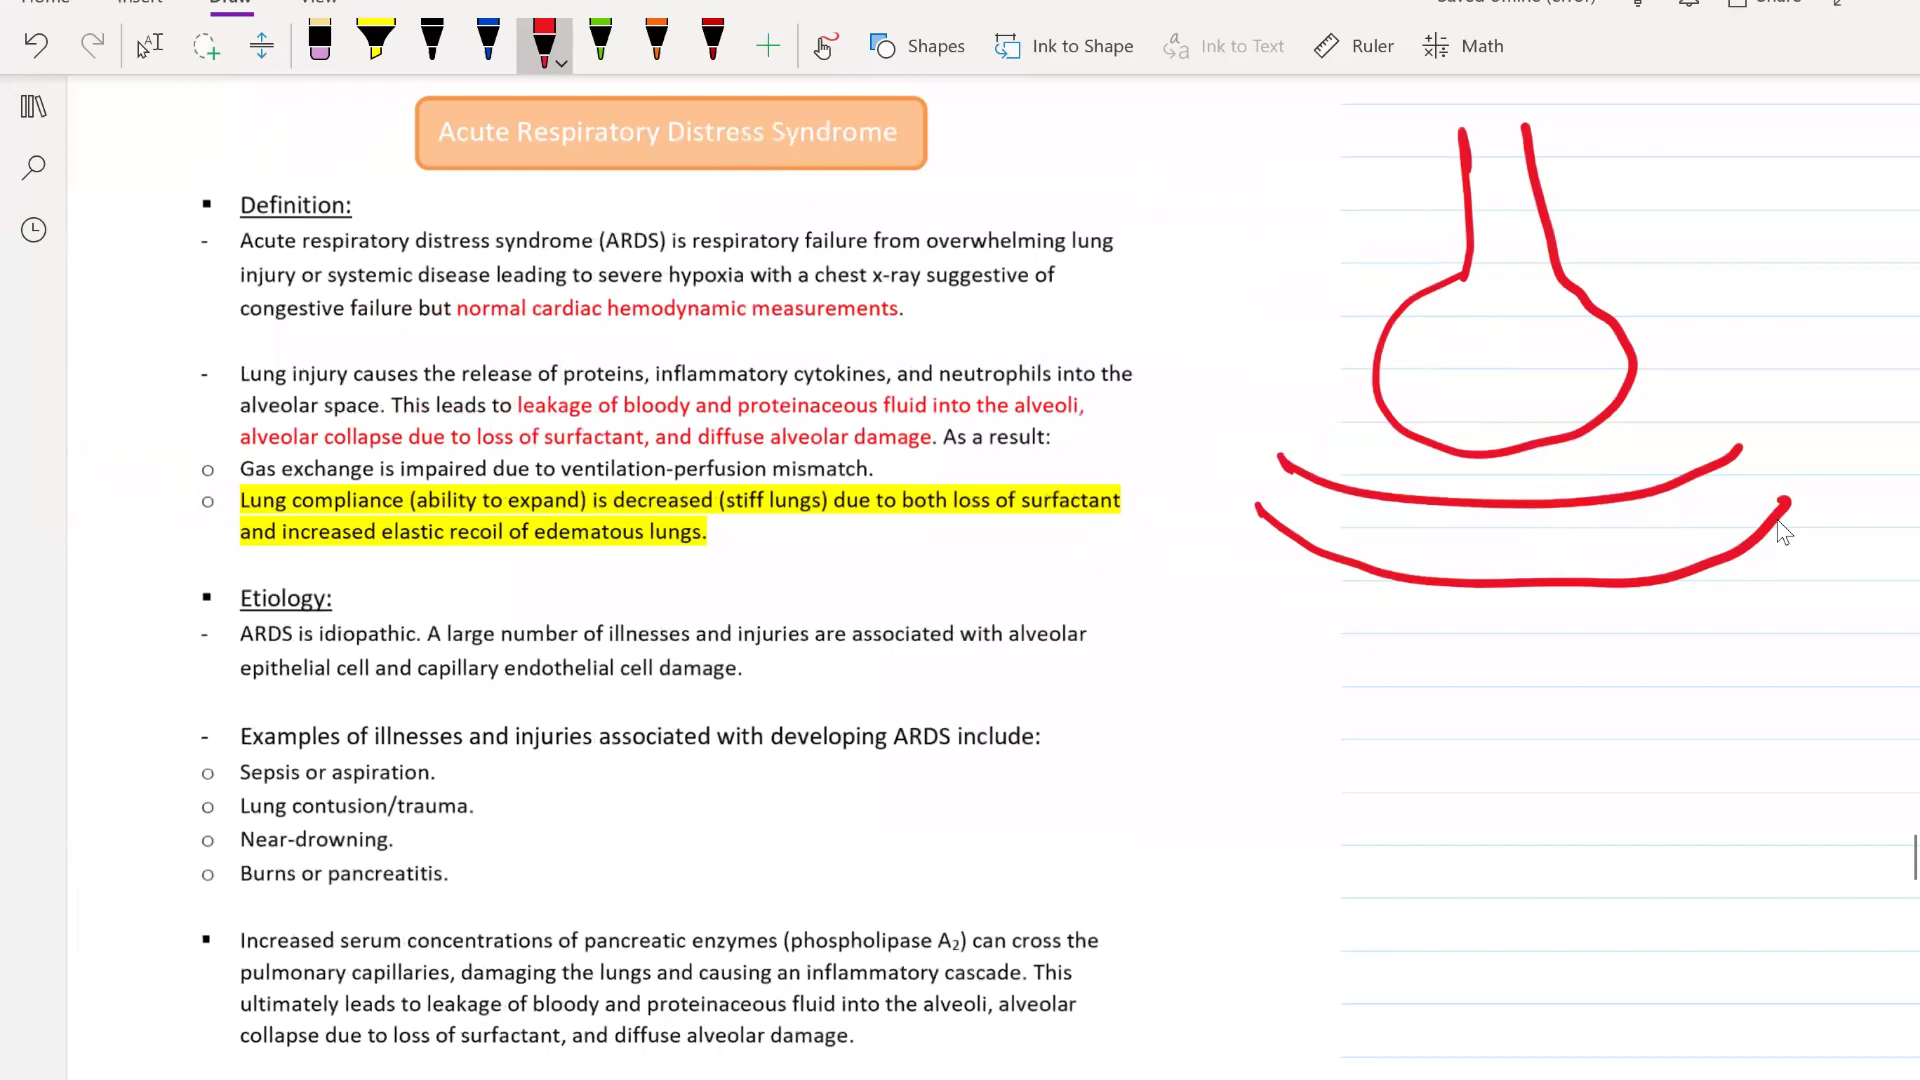 Home Insert Draw View Saved online (error) Share
Shapes Ink to Shape Ink to Text Ruler Math
Acute Respiratory Distress Syndrome
▪ Definition:
- Acute respiratory distress syndrome (ARDS) is respiratory failure from overwhelming lung
injury or systemic disease leading to severe hypoxia with a chest x-ray suggestive of
congestive failure but normal cardiac hemodynamic measurements.
- Lung injury causes the release of proteins, inflammatory cytokines, and neutrophils into the
alveolar space. This leads to leakage of bloody and proteinaceous fluid into the alveoli,
alveolar collapse due to loss of surfactant, and diffuse alveolar damage. As a result:
o Gas exchange is impaired due to ventilation-perfusion mismatch.
o Lung compliance (ability to expand) is decreased (stiff lungs) due to both loss of surfactant
and increased elastic recoil of edematous lungs.
▪ Etiology:
- ARDS is idiopathic. A large number of illnesses and injuries are associated with alveolar
epithelial cell and capillary endothelial cell damage.
- Examples of illnesses and injuries associated with developing ARDS include:
o Sepsis or aspiration.
o Lung contusion/trauma.
o Near-drowning.
o Burns or pancreatitis.
▪ Increased serum concentrations of pancreatic enzymes (phospholipase A₂) can cross the
pulmonary capillaries, damaging the lungs and causing an inflammatory cascade. This
ultimately leads to leakage of bloody and proteinaceous fluid into the alveoli, alveolar
collapse due to loss of surfactant, and diffuse alveolar damage.